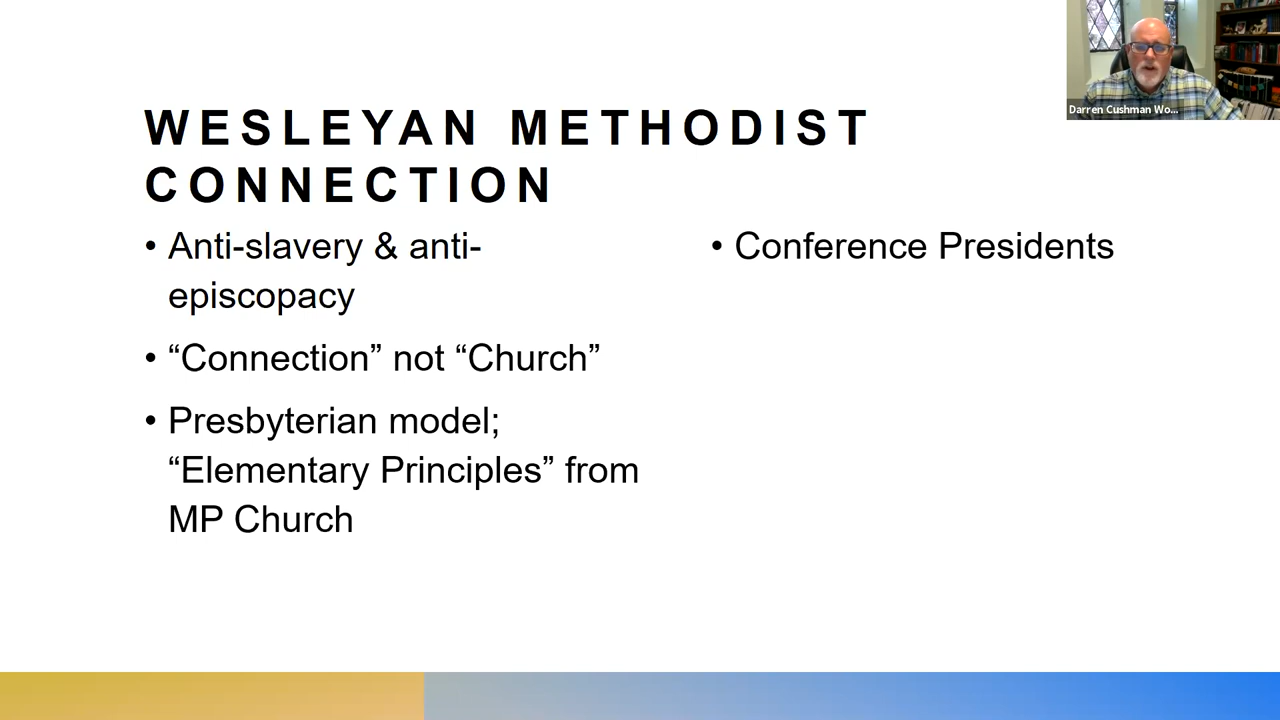 WESLEYAN METHODIST
CONNECTION
• Anti-slavery & anti-
episcopacy
• “Connection” not “Church”
• Presbyterian model;
“Elementary Principles” from
MP Church
• Conference Presidents
Darren Cushman Wo...